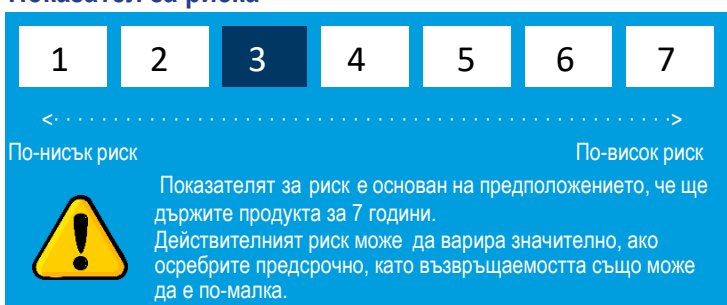 Показател за риска
1 2 3 4 5 6 7
По-нисък риск По-висок риск
Показателят за риск е основан на предположението, че ще
държите продукта за 7 години.
Действителният риск може да варира значително, ако
осребрите предсрочно, като възвръщаемостта също може
да е по-малка.